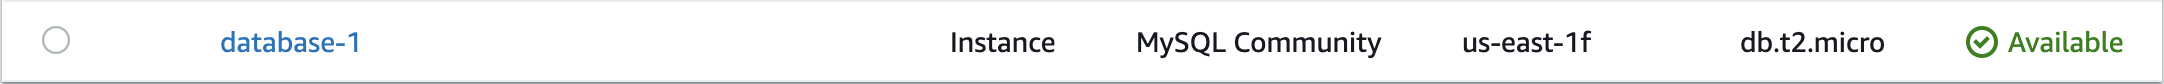 database-1 Instance MySQL Community us-east-1f db.t2.micro Available